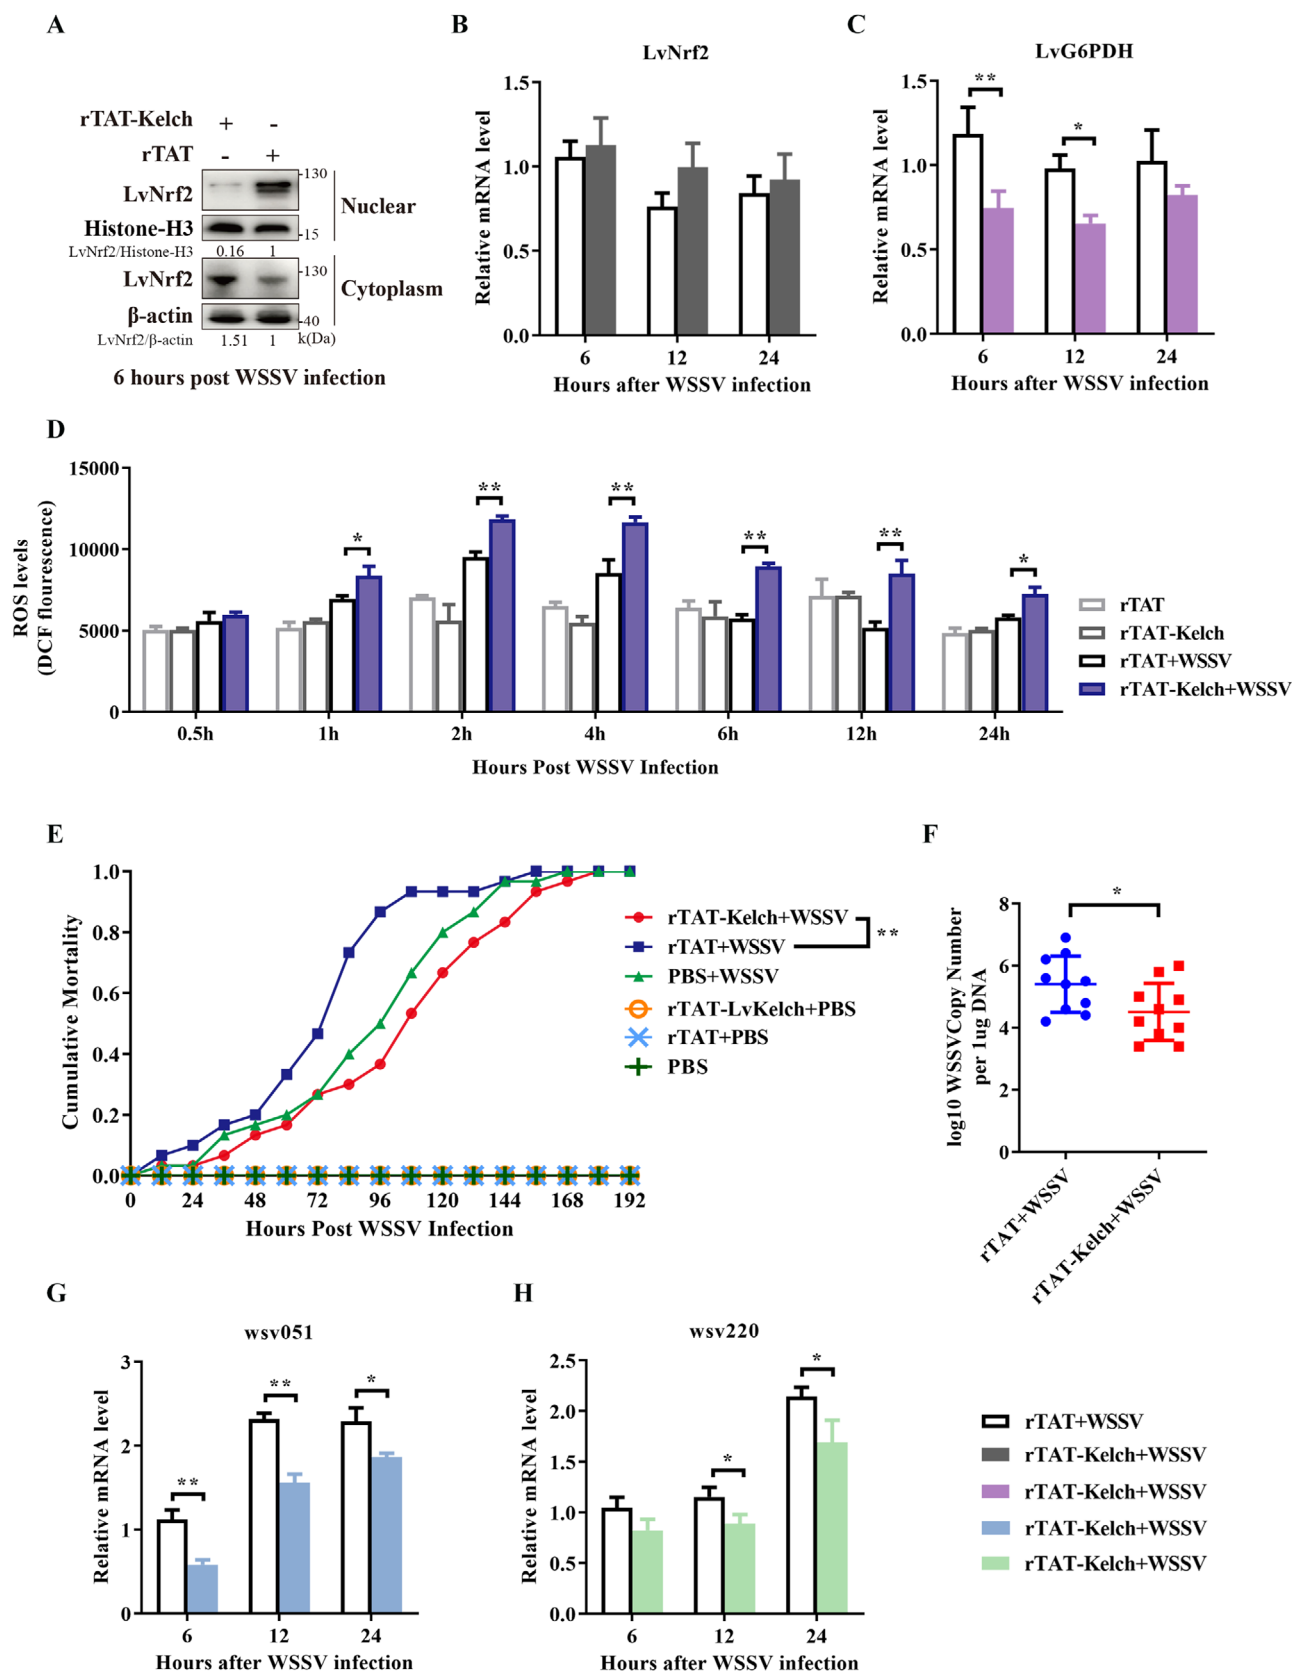 A
rTAT-Kelch + -
rTAT - +
LvNrf2
-130
Nuclear
Histone-H3
-15
LvNrf2/Histone-H3 0.16 1
LvNrf2
-130
Cytoplasm
β-actin
-40
LvNrf2/β-actin 1.51 1 k(Da)
6 hours post WSSV infection
B
LvNrf2
Relative mRNA level
1.5
1.0
0.5
0.0
6 12 24
Hours after WSSV infection
C
LvG6PDH
Relative mRNA level
1.5
1.0
0.5
0.0
**
*
6 12 24
Hours after WSSV infection
D
ROS levels
(DCF flourescence)
15000
10000
5000
0
*
**
**
**
**
*
0.5h 1h 2h 4h 6h 12h 24h
Hours Post WSSV Infection
rTAT
rTAT-Kelch
rTAT+WSSV
rTAT-Kelch+WSSV
E
Cumulative Mortality
1.0
0.8
0.6
0.4
0.2
0.0
0 24 48 72 96 120 144 168 192
Hours Post WSSV Infection
rTAT-Kelch+WSSV
rTAT+WSSV
**
PBS+WSSV
rTAT-LvKelch+PBS
rTAT+PBS
PBS
F
log10 WSSVCopy Number
per 1ug DNA
8
6
4
2
0
*
rTAT+WSSV
rTAT-Kelch+WSSV
G
wsv051
Relative mRNA level
3
2
1
0
**
**
*
6 12 24
Hours after WSSV infection
H
wsv220
Relative mRNA level
2.5
2.0
1.5
1.0
0.5
0.0
*
*
6 12 24
Hours after WSSV infection
rTAT+WSSV
rTAT-Kelch+WSSV
rTAT-Kelch+WSSV
rTAT-Kelch+WSSV
rTAT-Kelch+WSSV